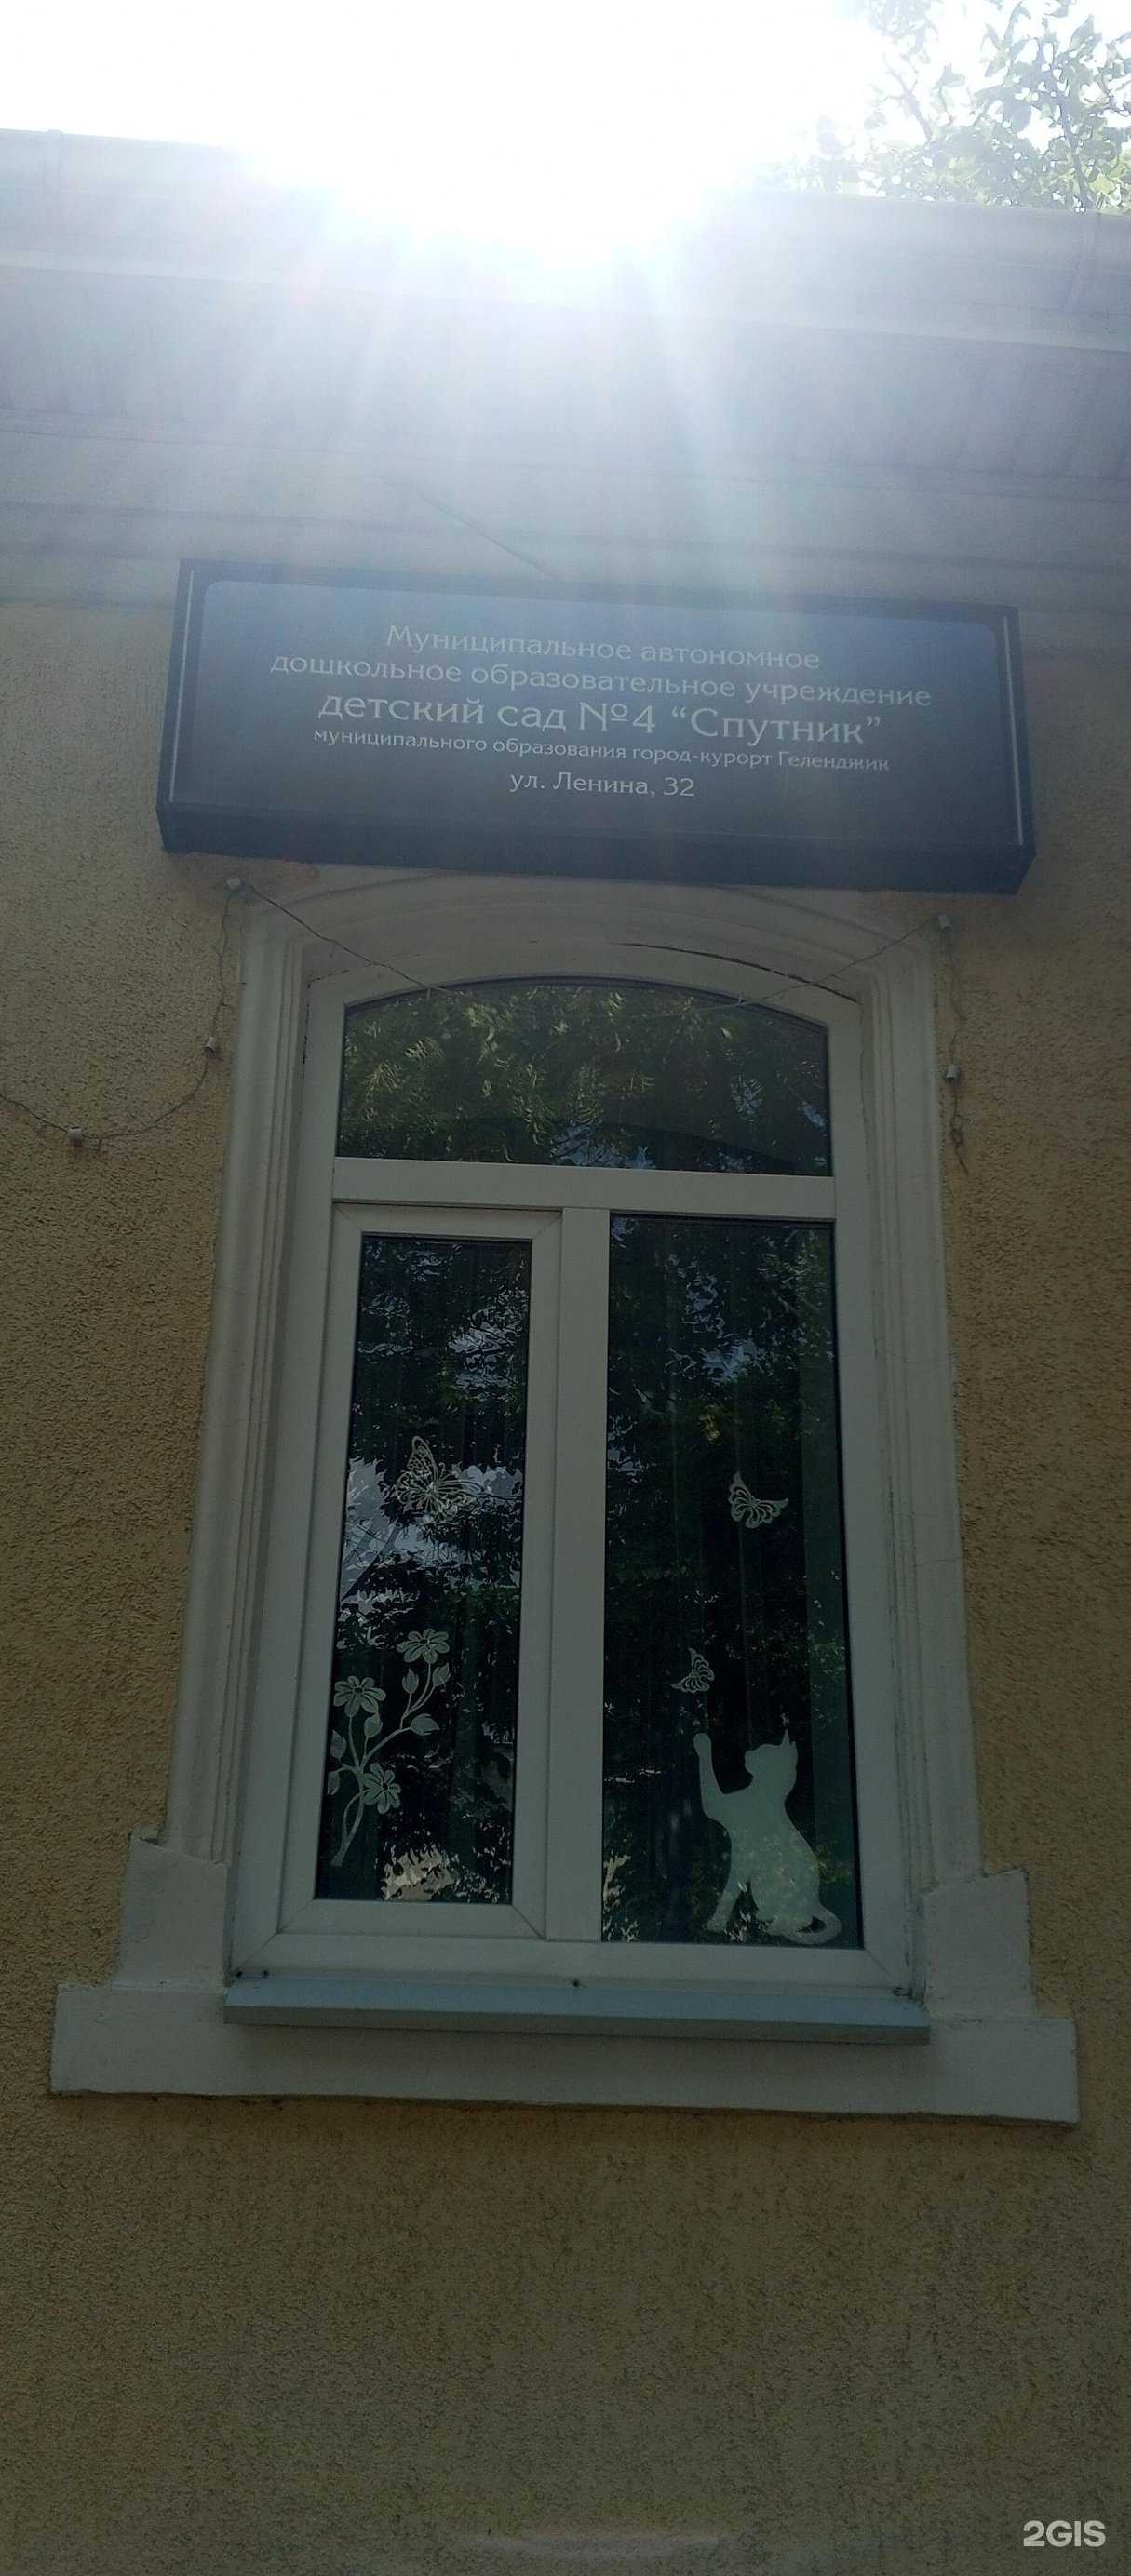 Муниципальное автономное
дошкольное образовательное учреждение
детский сад №4 “Спутник”
муниципального образования город-курорт Геленджик
ул. Ленина, 32
2GIS